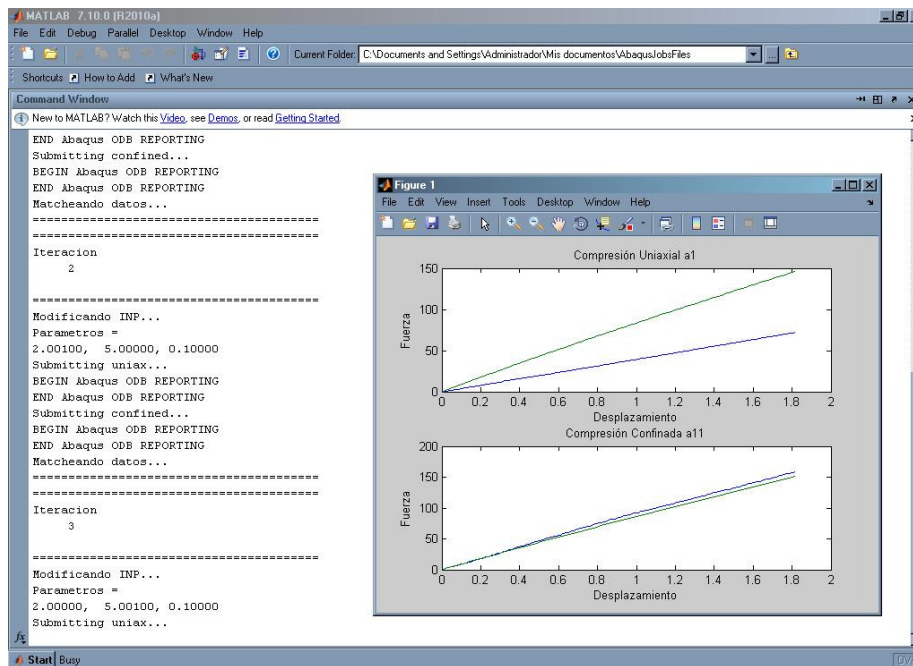 MATLAB 7.10.0 (R2010a)
File Edit Debug Parallel Desktop Window Help
Current Folder: C:\Documents and Settings\Administrador\Mis documentos\AbaqusJobsFiles
Shortcuts How to Add What's New
Command Window
New to MATLAB? Watch this Video, see Demos, or read Getting Started.
END Abaqus ODB REPORTING
Submitting confined...
BEGIN Abaqus ODB REPORTING
END Abaqus ODB REPORTING
Matcheando datos...
========================================
========================================
Iteracion
2
========================================
Modificando INP...
Parametros =
2.00100, 5.00000, 0.10000
Submitting uniax...
BEGIN Abaqus ODB REPORTING
END Abaqus ODB REPORTING
Submitting confined...
BEGIN Abaqus ODB REPORTING
END Abaqus ODB REPORTING
Matcheando datos...
========================================
========================================
Iteracion
3
========================================
Modificando INP...
Parametros =
2.00000, 5.00100, 0.10000
Submitting uniax...
fx
Start Busy
OVR
Figure 1
File Edit View Insert Tools Desktop Window Help
Compresión Uniaxial a1
150
100
50
0
Fuerza
0 0.2 0.4 0.6 0.8 1 1.2 1.4 1.6 1.8 2
Desplazamiento
Compresión Confinada a11
200
150
100
50
0
Fuerza
0 0.2 0.4 0.6 0.8 1 1.2 1.4 1.6 1.8 2
Desplazamiento